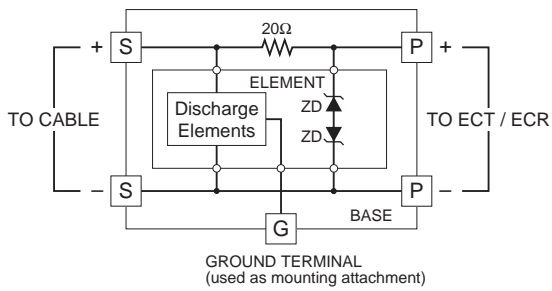 20Ω
+ S P +
ELEMENT
Discharge
Elements
ZD
ZD
TO CABLE
TO ECT / ECR
– S P –
BASE
G
GROUND TERMINAL
(used as mounting attachment)